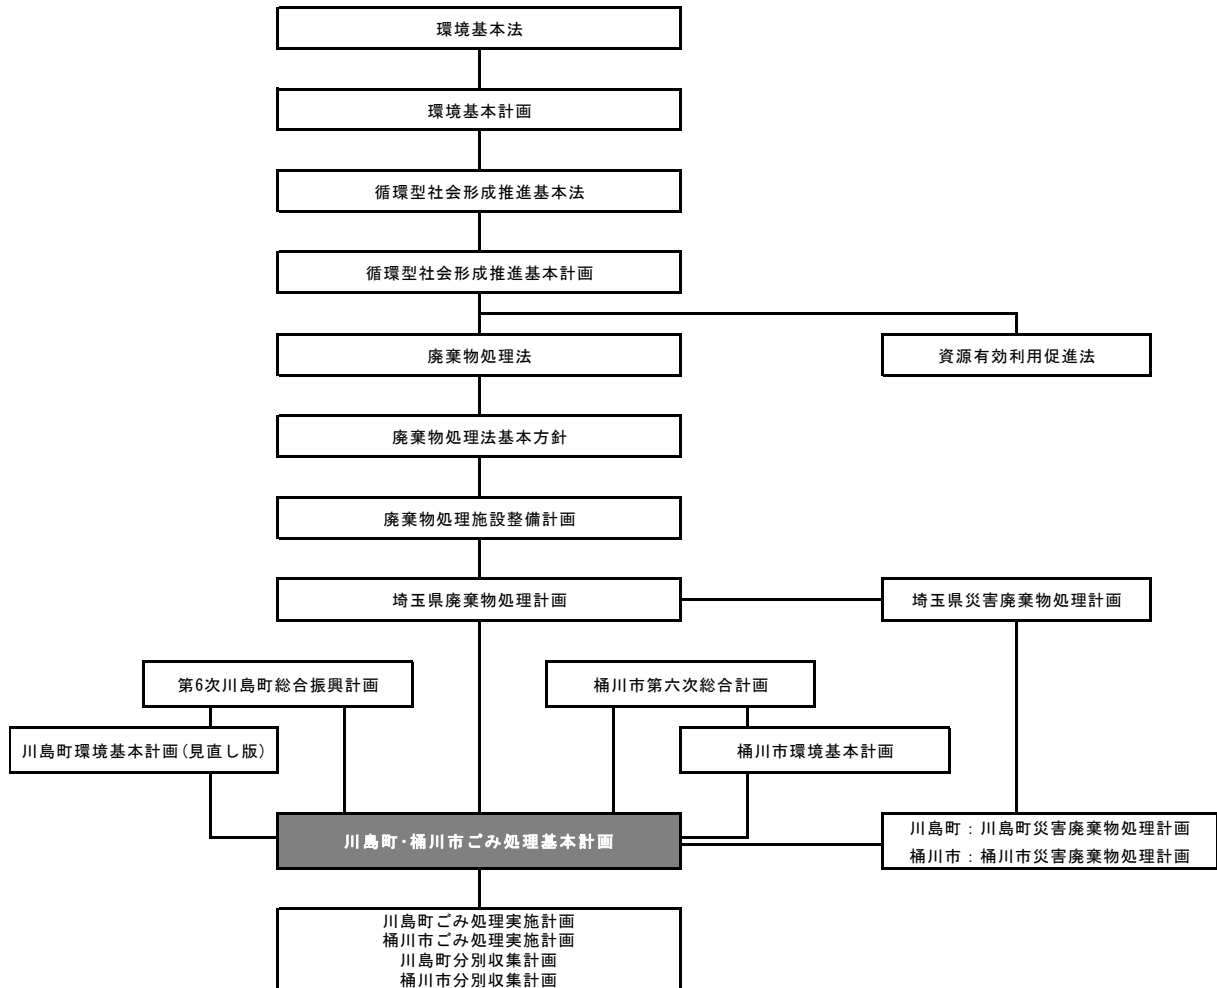 環境基本法
環境基本計画
循環型社会形成推進基本法
循環型社会形成推進基本計画
廃棄物処理法
資源有効利用促進法
廃棄物処理法基本方針
廃棄物処理施設整備計画
埼玉県廃棄物処理計画
埼玉県災害廃棄物処理計画
第6次川島町総合振興計画
桶川市第六次総合計画
川島町環境基本計画(見直し版)
桶川市環境基本計画
川島町・桶川市ごみ処理基本計画
川島町：川島町災害廃棄物処理計画
桶川市：桶川市災害廃棄物処理計画
川島町ごみ処理実施計画
桶川市ごみ処理実施計画
川島町分別収集計画
桶川市分別収集計画